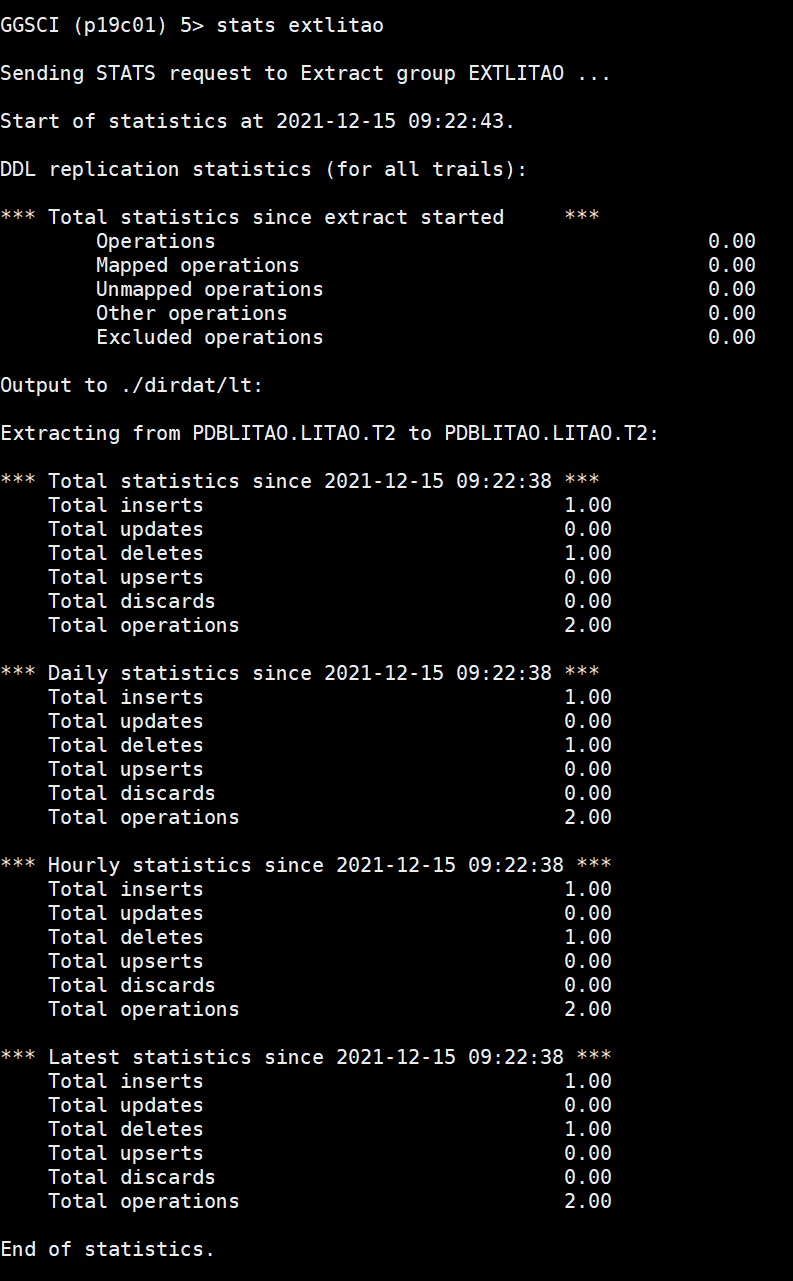 GGSCI (p19c01) 5> stats extlitao
Sending STATS request to Extract group EXTLITAO ...
Start of statistics at 2021-12-15 09:22:43.
DDL replication statistics (for all trails):
*** Total statistics since extract started     ***
Operations 0.00
Mapped operations 0.00
Unmapped operations 0.00
Other operations 0.00
Excluded operations 0.00
Output to ./dirdat/lt:
Extracting from PDBLITAO.LITAO.T2 to PDBLITAO.LITAO.T2:
*** Total statistics since 2021-12-15 09:22:38 ***
Total inserts 1.00
Total updates 0.00
Total deletes 1.00
Total upserts 0.00
Total discards 0.00
Total operations 2.00
*** Daily statistics since 2021-12-15 09:22:38 ***
Total inserts 1.00
Total updates 0.00
Total deletes 1.00
Total upserts 0.00
Total discards 0.00
Total operations 2.00
*** Hourly statistics since 2021-12-15 09:22:38 ***
Total inserts 1.00
Total updates 0.00
Total deletes 1.00
Total upserts 0.00
Total discards 0.00
Total operations 2.00
*** Latest statistics since 2021-12-15 09:22:38 ***
Total inserts 1.00
Total updates 0.00
Total deletes 1.00
Total upserts 0.00
Total discards 0.00
Total operations 2.00
End of statistics.